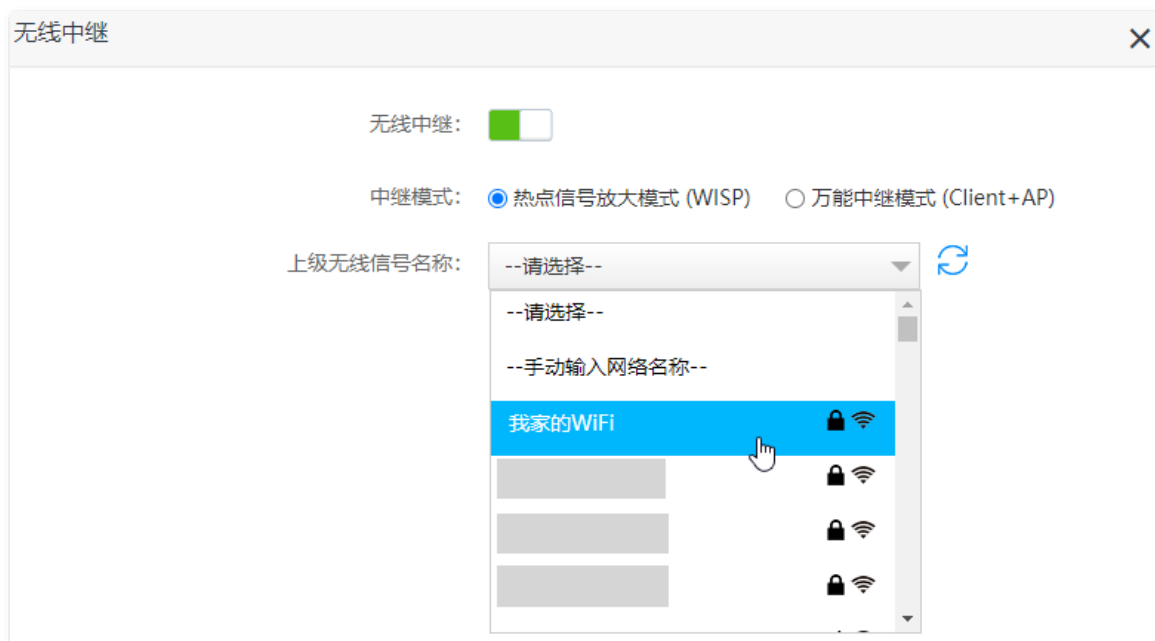 无线中继
无线中继：
中继模式： 热点信号放大模式 (WISP) 万能中继模式 (Client+AP)
上级无线信号名称： --请选择--
--请选择--
--手动输入网络名称--
我家的WiFi